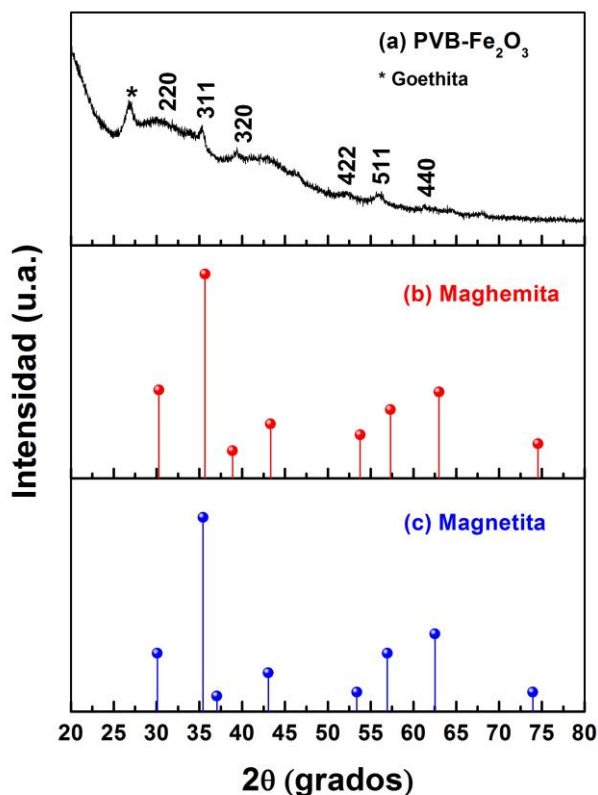 (a) PVB-Fe₂O₃
* Goethita
*
220
311
320
422
511
440
(b) Maghemita
(c) Magnetita
Intensidad (u.a.)
20 25 30 35 40 45 50 55 60 65 70 75 80
2θ (grados)